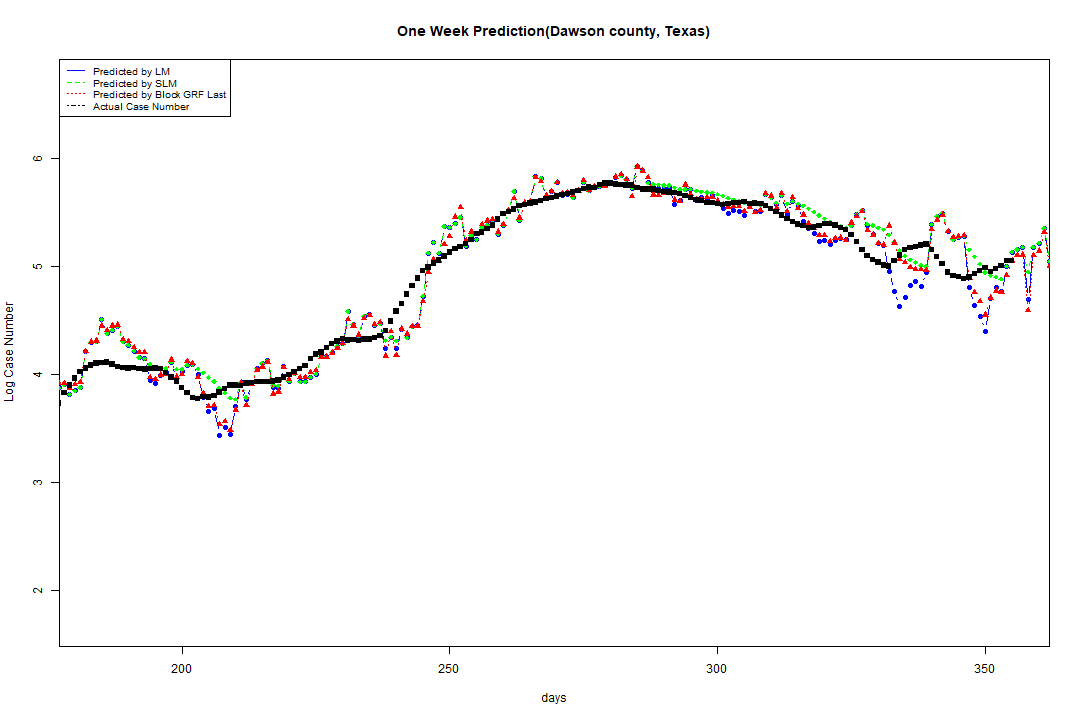 One Week Prediction(Dawson county, Texas)
Predicted by LM
Predicted by SLM
Predicted by Block GRF Last
Actual Case Number
Log Case Number
6
5
4
3
2
200 250 300 350
days